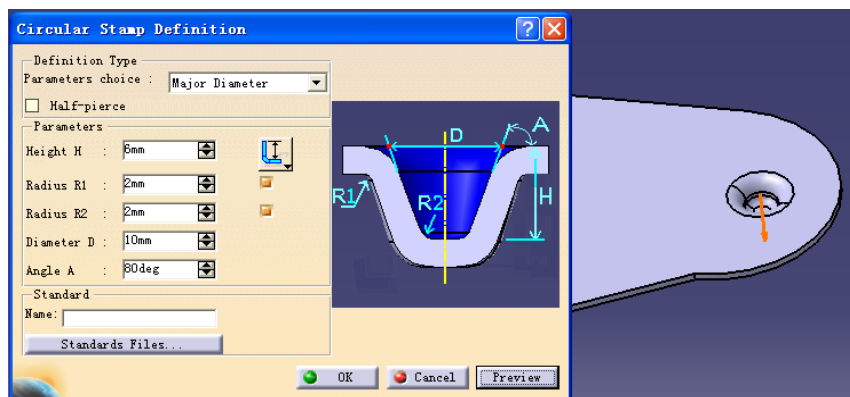 Circular Stamp Definition
Definition Type
Parameters choice : Major Diameter
Half-pierce
Parameters
Height H : 6mm
Radius R1 : 2mm
Radius R2 : 2mm
Diameter D : 10mm
Angle A : 80deg
Standard
Name:
Standards Files...
OK Cancel Preview
D
A
R1
R2
H